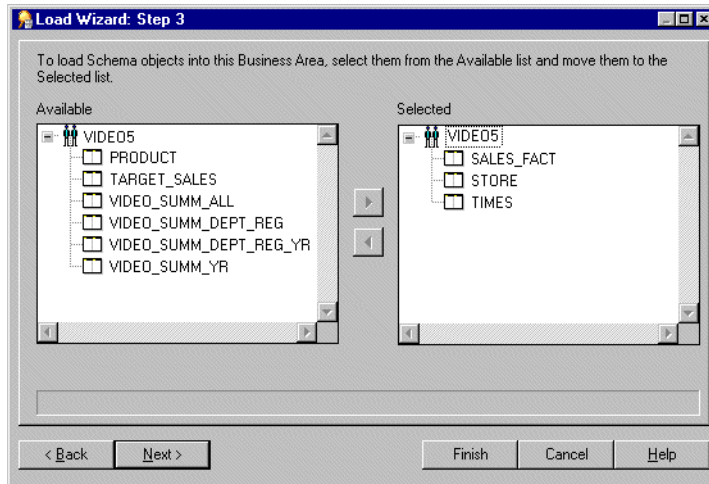 Load Wizard: Step 3
To load Schema objects into this Business Area, select them from the Available list and move them to the
Selected list.
Available
VIDEO5
PRODUCT
TARGET_SALES
VIDEO_SUMM_ALL
VIDEO_SUMM_DEPT_REG
VIDEO_SUMM_DEPT_REG_YR
VIDEO_SUMM_YR
Selected
VIDEO5
SALES_FACT
STORE
TIMES
< Back
Next >
Finish
Cancel
Help